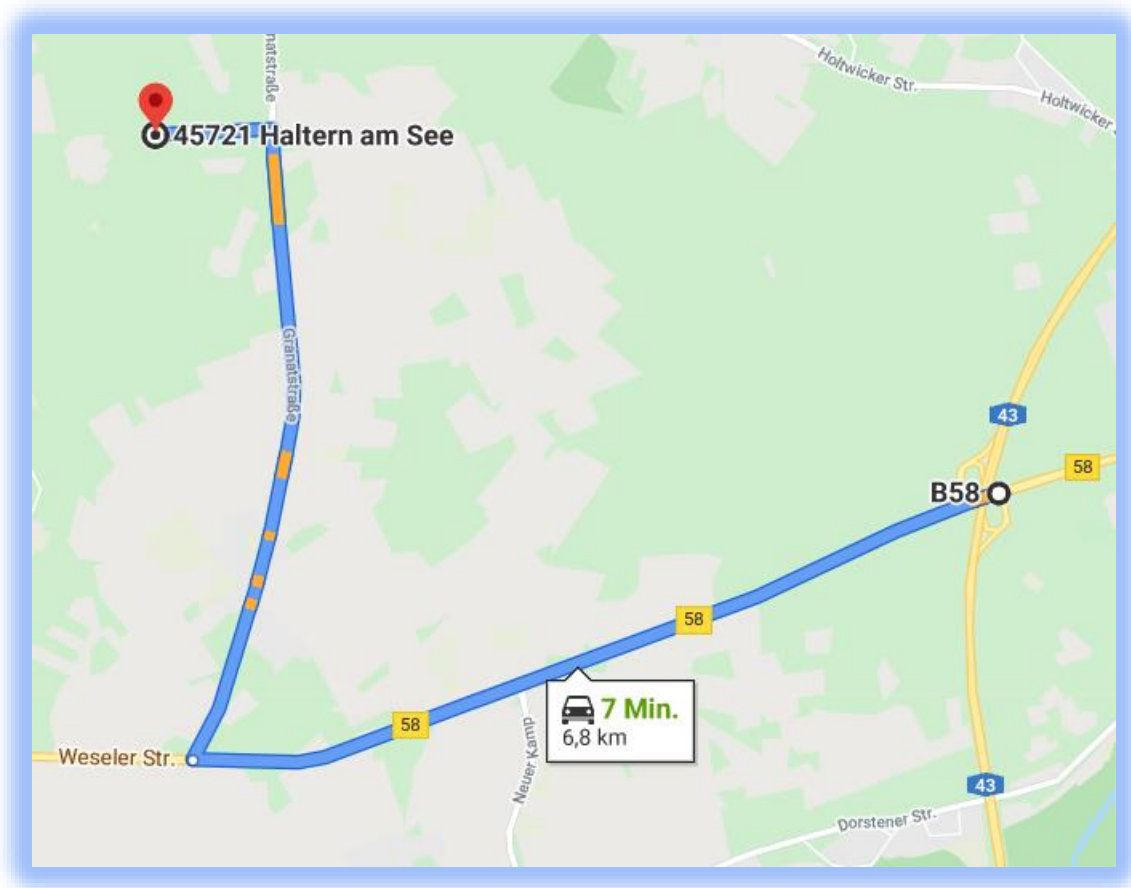 natstraße
Holtwicker Str.
Holtwicker S
45721 Haltern am See
Granatstraße
43
58
B58
58
58
7 Min.
6,8 km
Weseler Str.
Neuer Kamp
43
Dorstener Str.